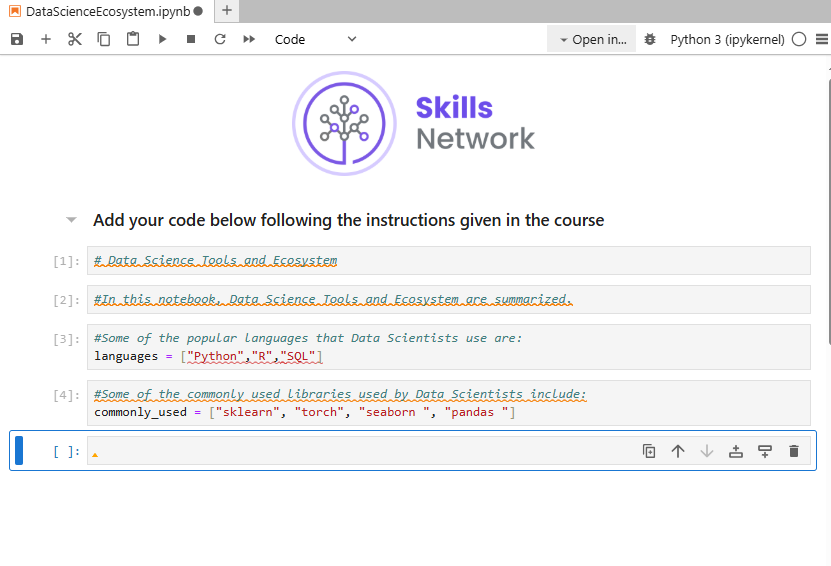 DataScienceEcosystem.ipynb
Code
Open in...
Python 3 (ipykernel)
Skills
Network
Add your code below following the instructions given in the course
[1]: # Data Science Tools and Ecosystem
[2]: #In this notebook, Data Science Tools and Ecosystem are summarized.
[3]: #Some of the popular languages that Data Scientists use are:
languages = ["Python","R","SQL"]
[4]: #Some of the commonly used libraries used by Data Scientists include:
commonly_used = ["sklearn", "torch", "seaborn ", "pandas "]
[ ]: